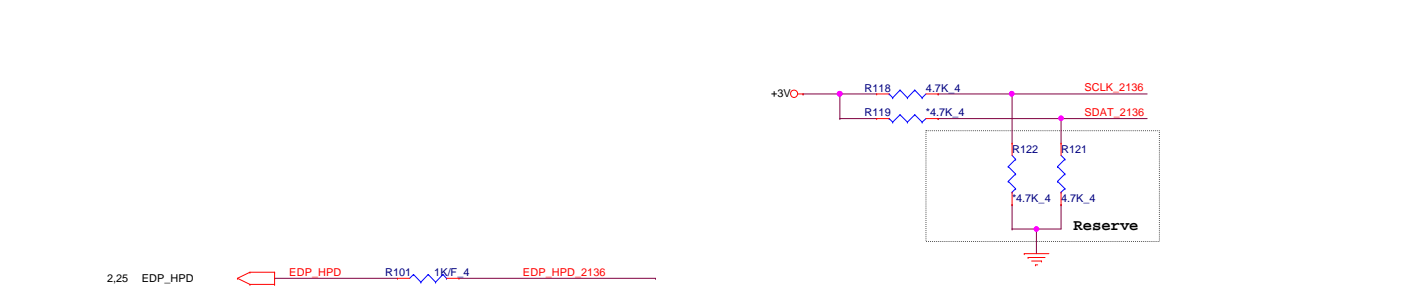 R118 4.7K_4 SCLK_2136
+3V
R119 *4.7K_4 SDAT_2136
R122 R121
*4.7K_4 4.7K_4
Reserve
2,25 EDP_HPD EDP_HPD R101 1K/F_4 EDP_HPD_2136